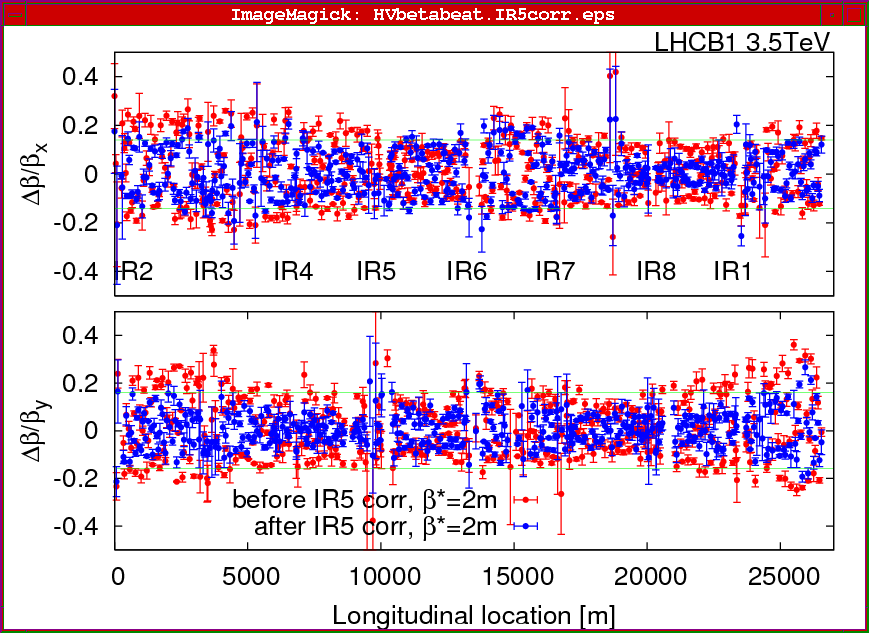 ImageMagick: HVbetabeat.IR5corr.eps
LHCB1 3.5TeV
Δβ/βx
0.4
0.2
0
-0.2
-0.4
IR2 IR3 IR4 IR5 IR6 IR7 IR8 IR1
Δβ/βy
0.4
0.2
0
-0.2
-0.4
before IR5 corr, β*=2m
after IR5 corr, β*=2m
0 5000 10000 15000 20000 25000
Longitudinal location [m]